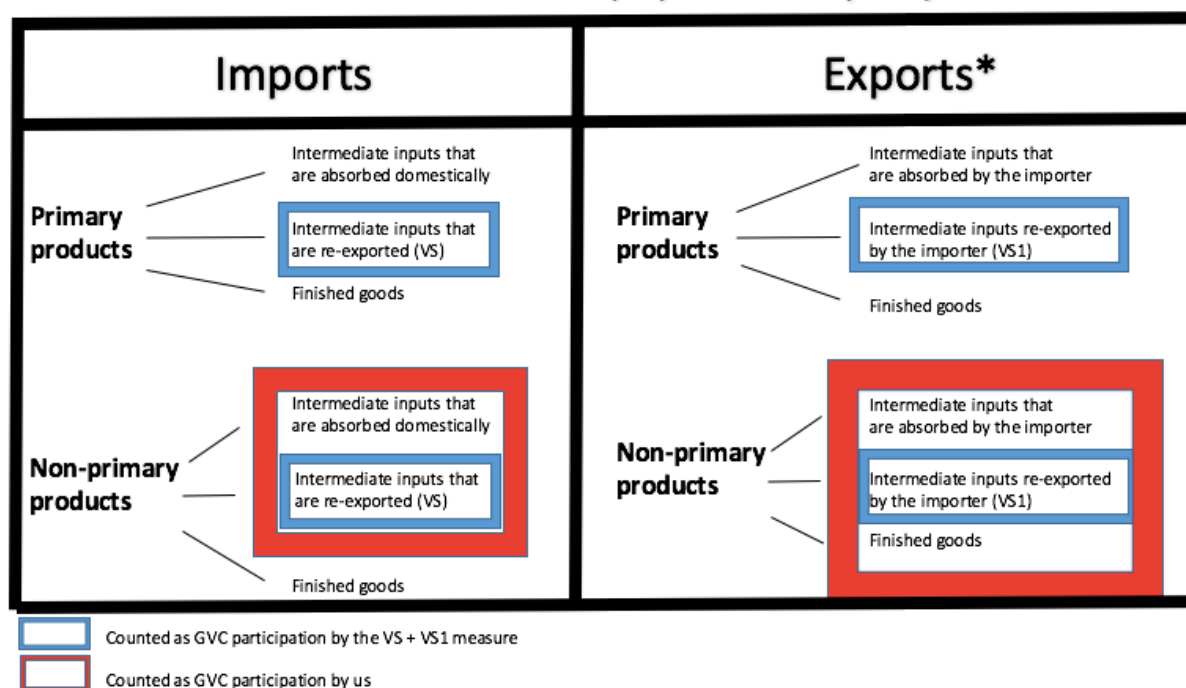 Imports
Exports*
Primary
products
Intermediate inputs that
are absorbed domestically
Intermediate inputs that
are re-exported (VS)
Finished goods
Primary
products
Intermediate inputs that
are absorbed by the importer
Intermediate inputs re-exported
by the importer (VS1)
Finished goods
Non-primary
products
Intermediate inputs that
are absorbed domestically
Intermediate inputs that
are re-exported (VS)
Finished goods
Non-primary
products
Intermediate inputs that
are absorbed by the importer
Intermediate inputs re-exported
by the importer (VS1)
Finished goods
Counted as GVC participation by the VS + VS1 measure
Counted as GVC participation by us